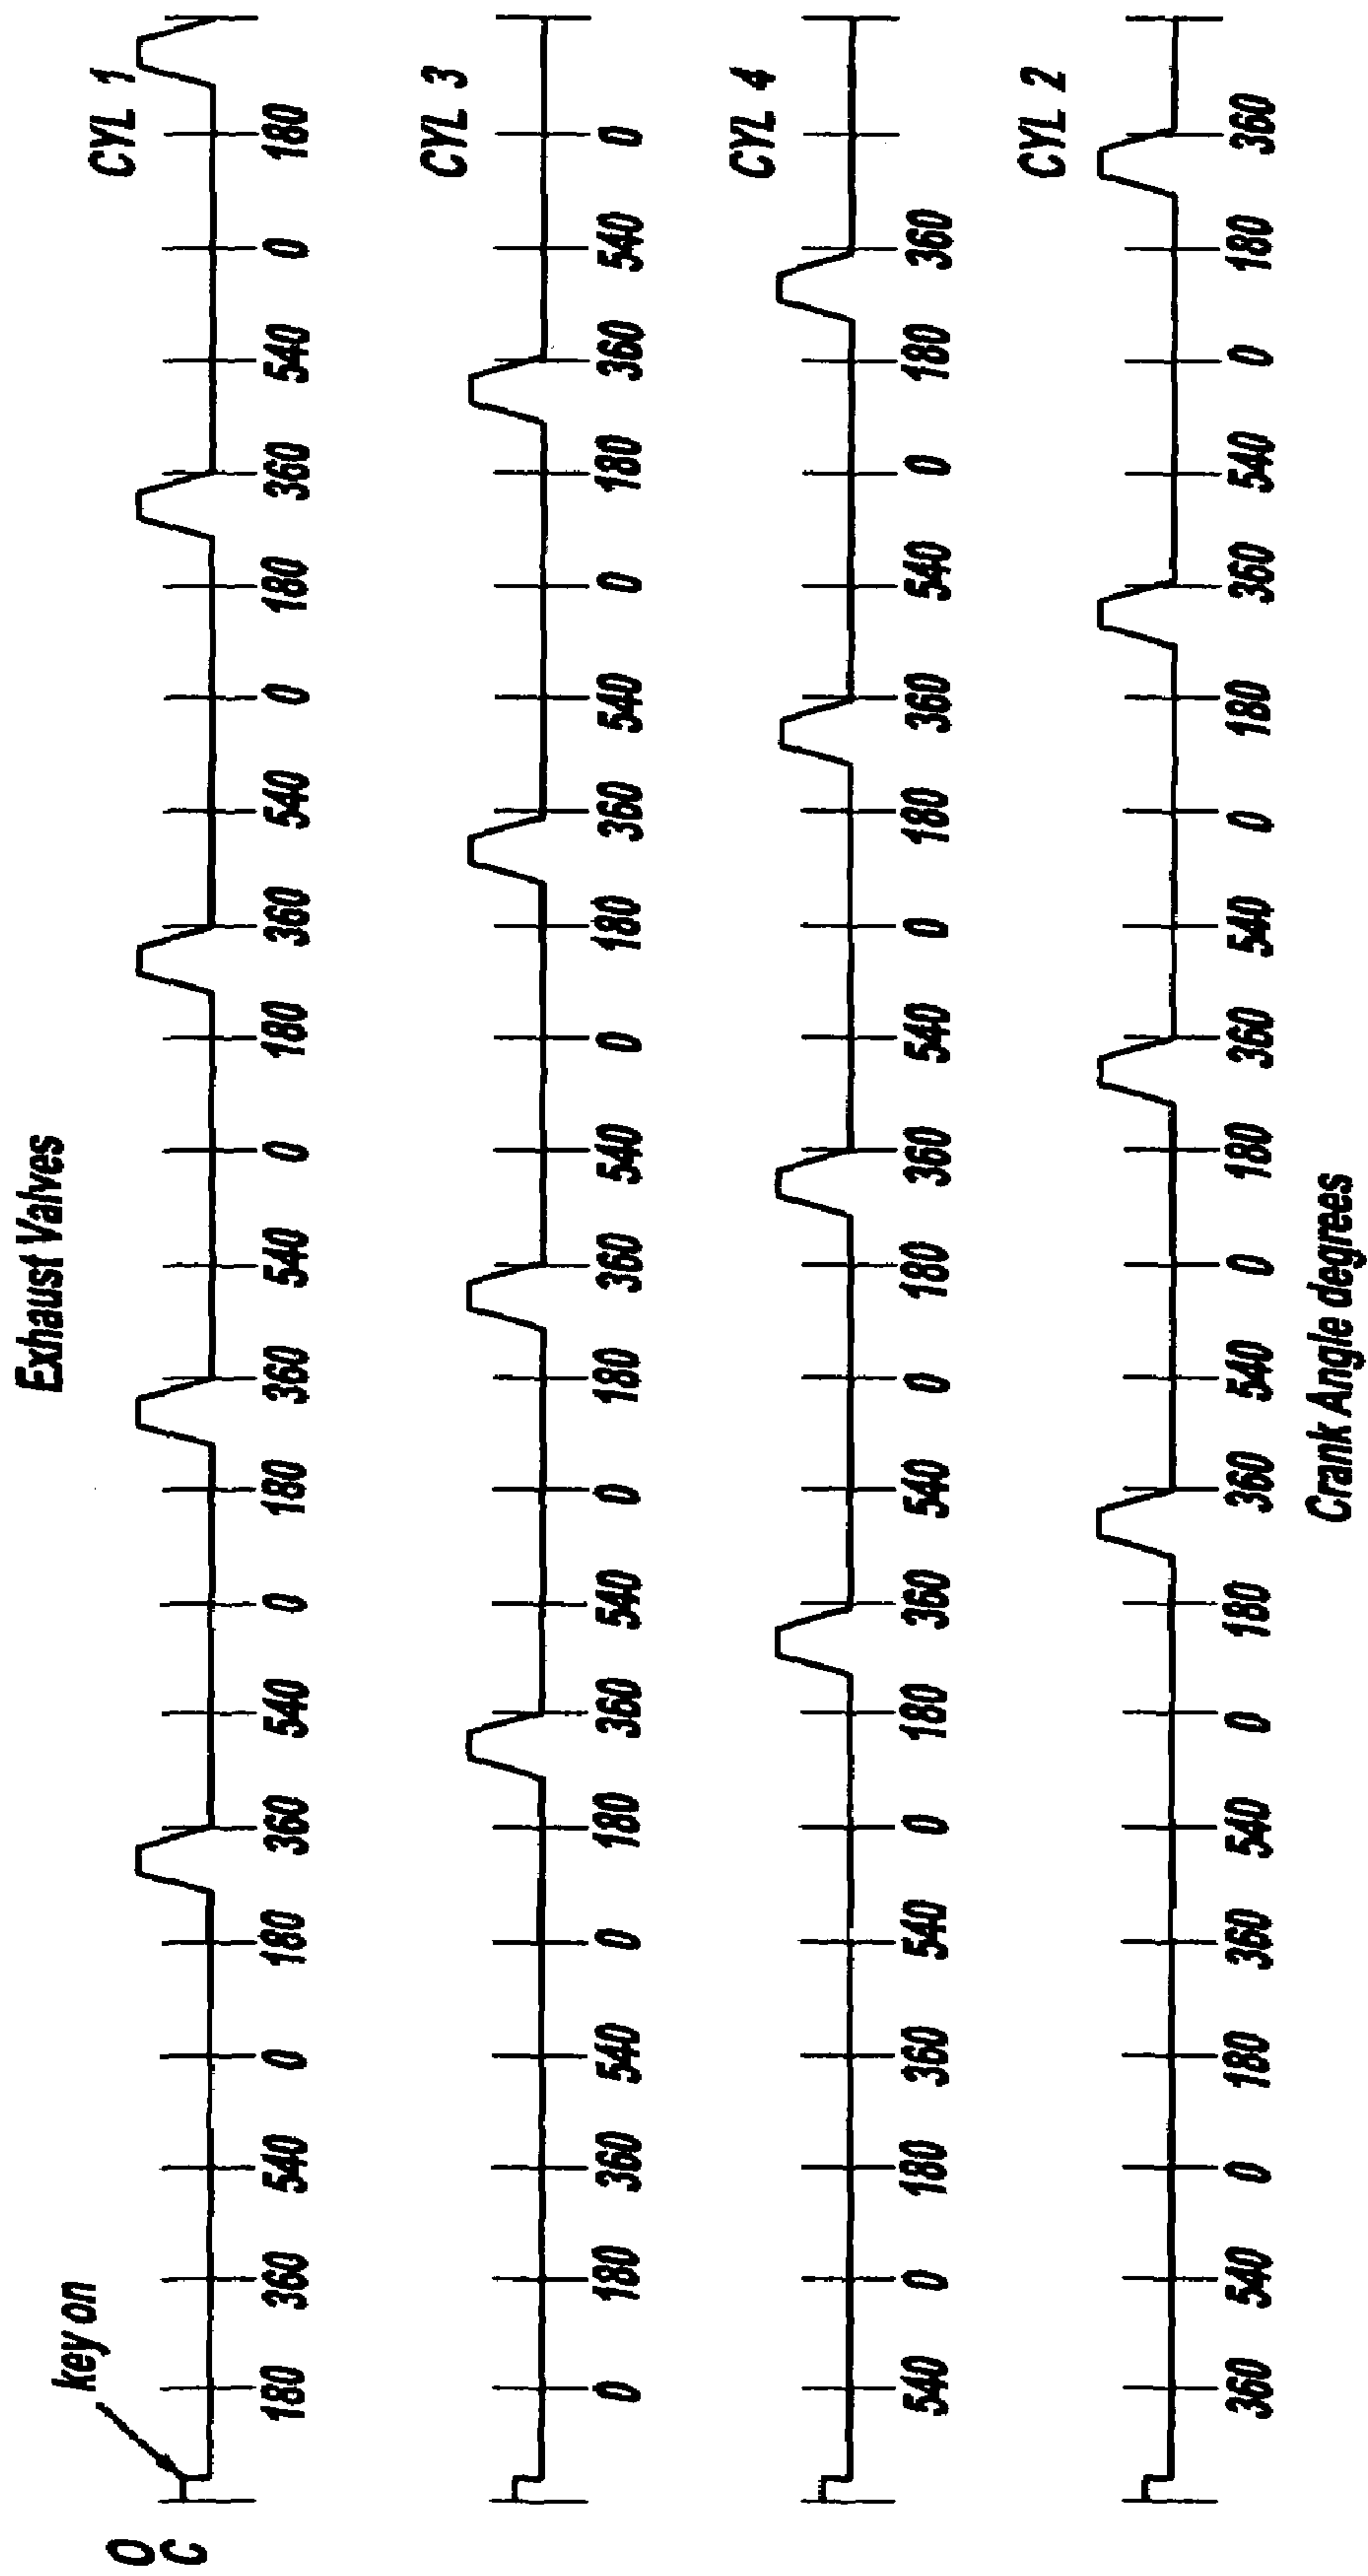 Exhaust Valves
key on
O
C
CYL 1
180 360 540 0 180 360 540 0 180 360 540 0 180 360 540 0 180 360 540 0 180
CYL 3
0 180 360 540 0 180 360 540 0 180 360 540 0 180 360 540 0 180 360 540 0
CYL 4
540 0 180 360 540 0 180 360 540 0 180 360 540 0 180 360 540 0 180 360
CYL 2
360 540 0 180 360 540 0 180 360 540 0 180 360 540 0 180 360 540 0 180 360
Crank Angle degrees